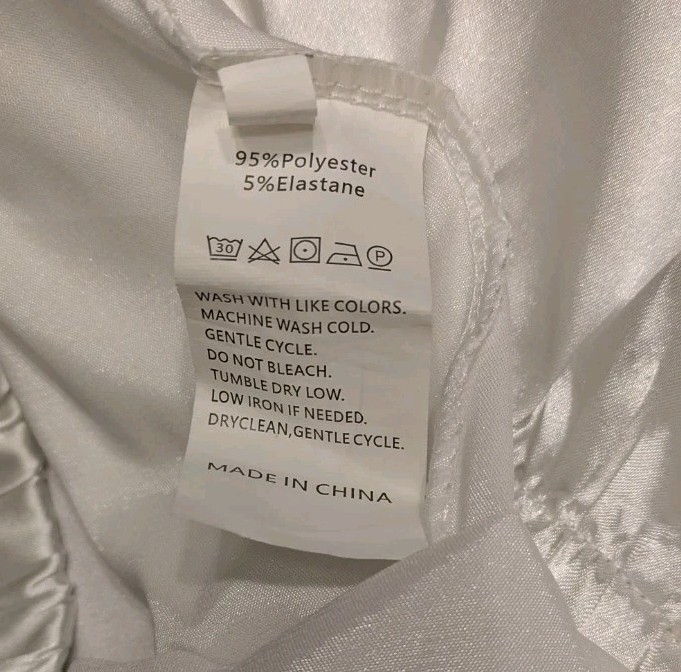 95%Polyester
5%Elastane
30 P
WASH WITH LIKE COLORS.
MACHINE WASH COLD.
GENTLE CYCLE.
DO NOT BLEACH.
TUMBLE DRY LOW.
LOW IRON IF NEEDED.
DRYCLEAN,GENTLE CYCLE.
MADE IN CHINA